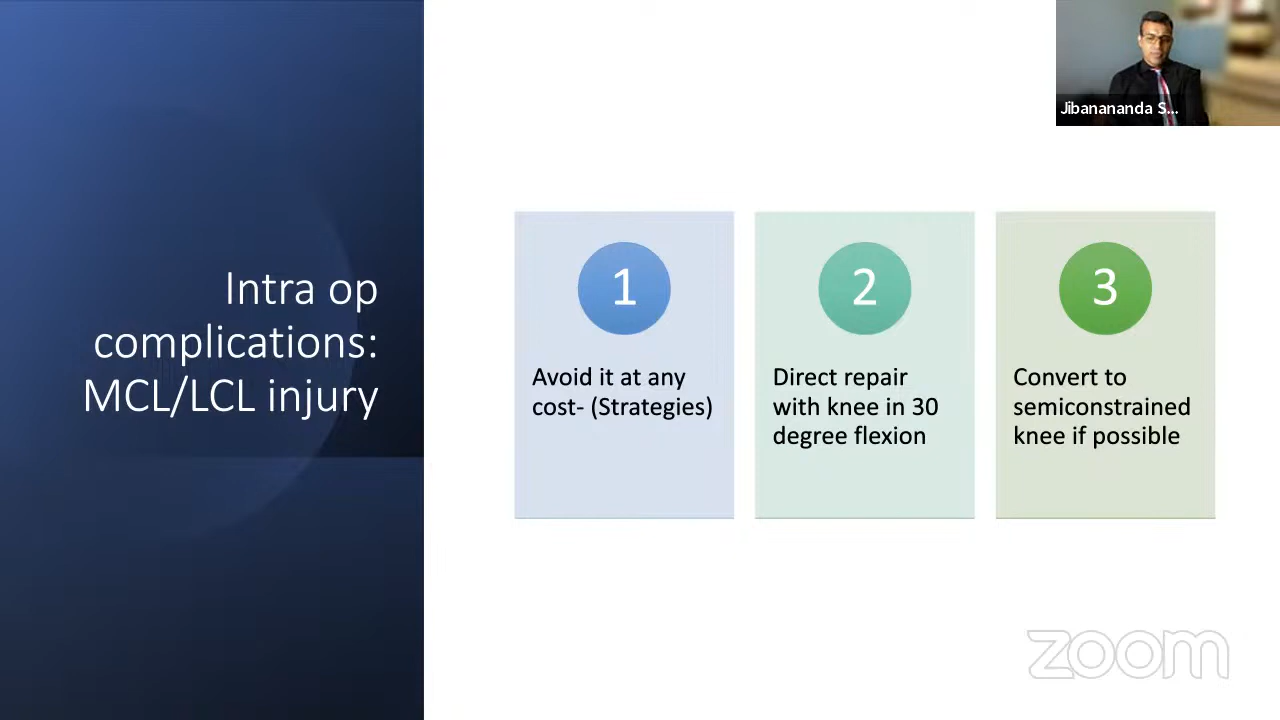 Jibanananda S...
Intra op
complications:
MCL/LCL injury
1
Avoid it at any
cost- (Strategies)
2
Direct repair
with knee in 30
degree flexion
3
Convert to
semiconstrained
knee if possible
zoom